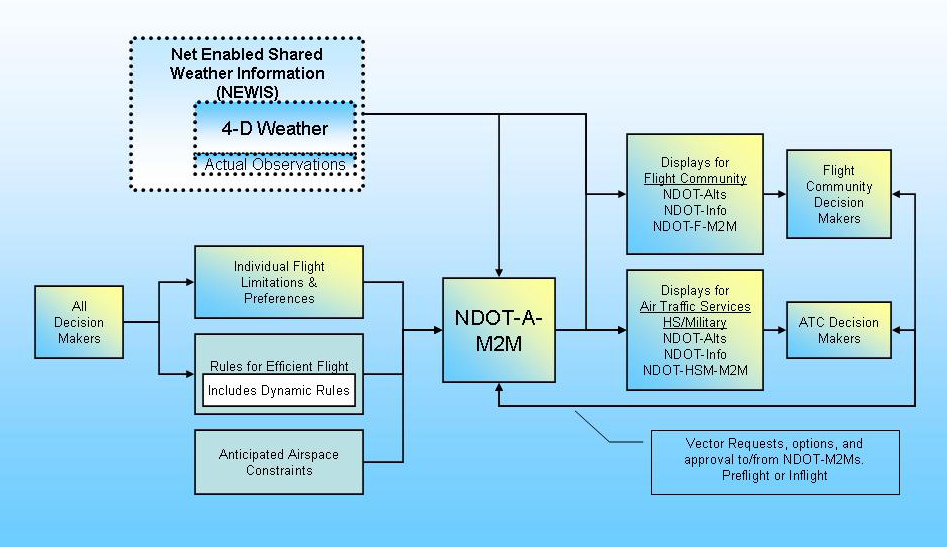 Net Enabled Shared
Weather Information
(NEWIS)
4-D Weather
Actual Observations
Displays for
Flight Community
NDOT-Alts
NDOT-Info
NDOT-F-M2M
Flight
Community
Decision
Makers
Individual Flight
Limitations &
Preferences
All
Decision
Makers
NDOT-A-
M2M
Displays for
Air Traffic Services
HS/Military
NDOT-Alts
NDOT-Info
NDOT-HSM-M2M
ATC Decision
Makers
Rules for Efficient Flight
Includes Dynamic Rules
Anticipated Airspace
Constraints
Vector Requests, options, and
approval to/from NDOT-M2Ms.
Preflight or Inflight